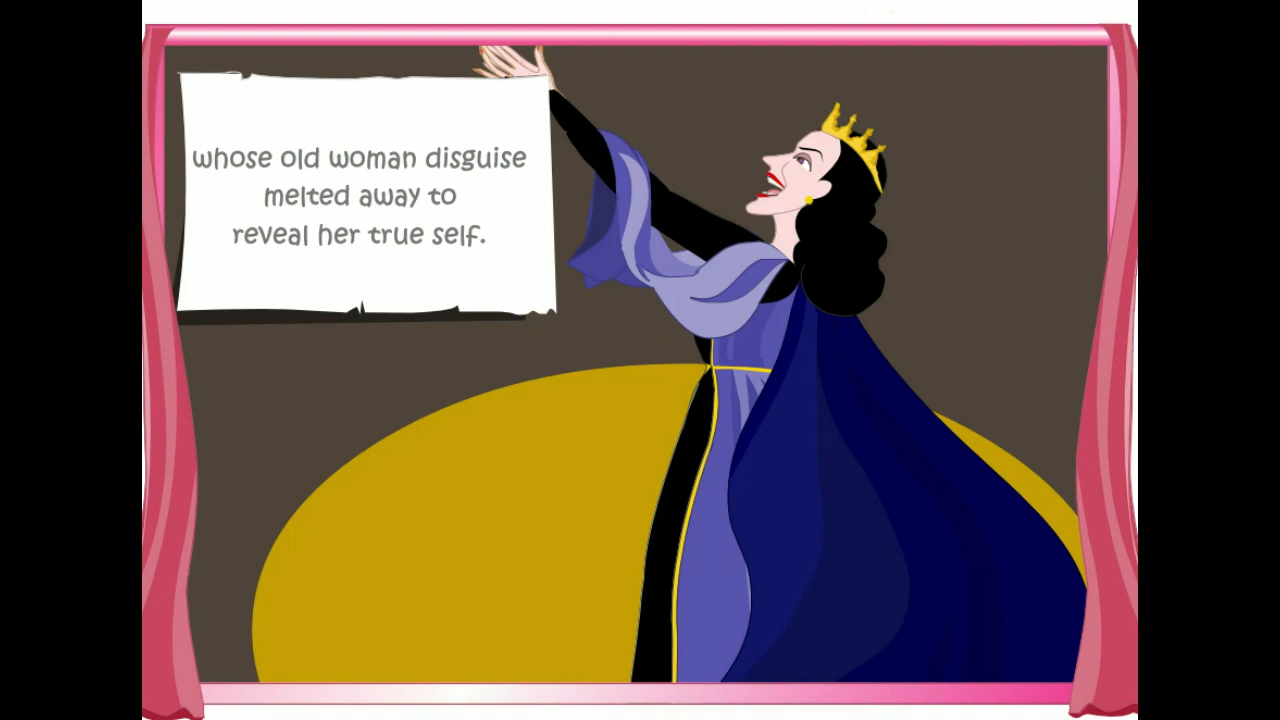 whose old woman disguise
melted away to
reveal her true self.